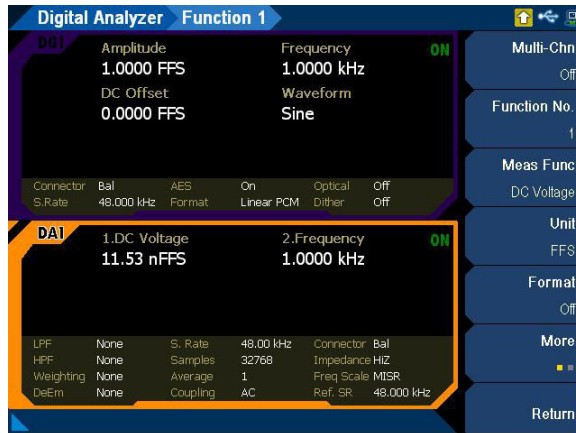 Digital Analyzer Function 1
DG1
Amplitude Frequency ON
1.0000 FFS 1.0000 kHz
DC Offset Waveform
0.0000 FFS Sine
Connector Bal AES On Optical Off
S.Rate 48.000 kHz Format Linear PCM Dither Off
DA1
1.DC Voltage 2.Frequency ON
11.53 nFFS 1.0000 kHz
LPF None S. Rate 48.00 kHz Connector Bal
HPF None Samples 32768 Impedance HiZ
Weighting None Average 1 Freq Scale MISR
DeEm None Coupling AC Ref. SR 48.000 kHz
Multi-Chn
Off
Function No.
1
Meas Func
DC Voltage
Unit
FFS
Format
Off
More
Return